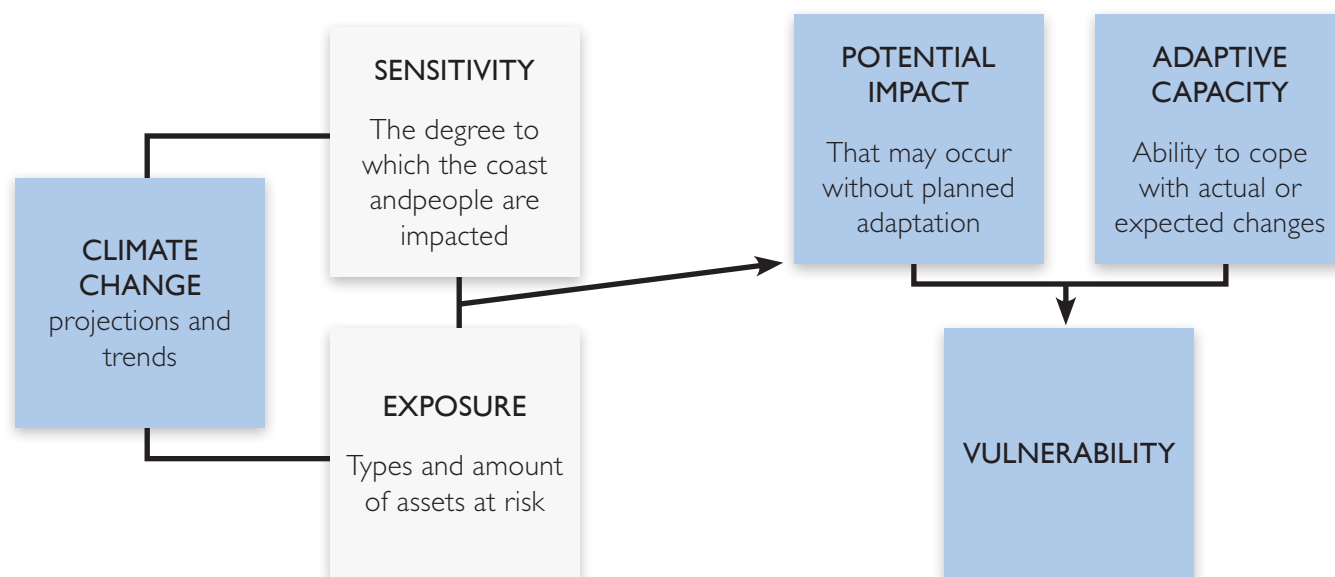 CLIMATE
CHANGE
projections and
trends
SENSITIVITY
The degree to
which the coast
andpeople are
impacted
EXPOSURE
Types and amount
of assets at risk
POTENTIAL
IMPACT
That may occur
without planned
adaptation
ADAPTIVE
CAPACITY
Ability to cope
with actual or
expected changes
VULNERABILITY